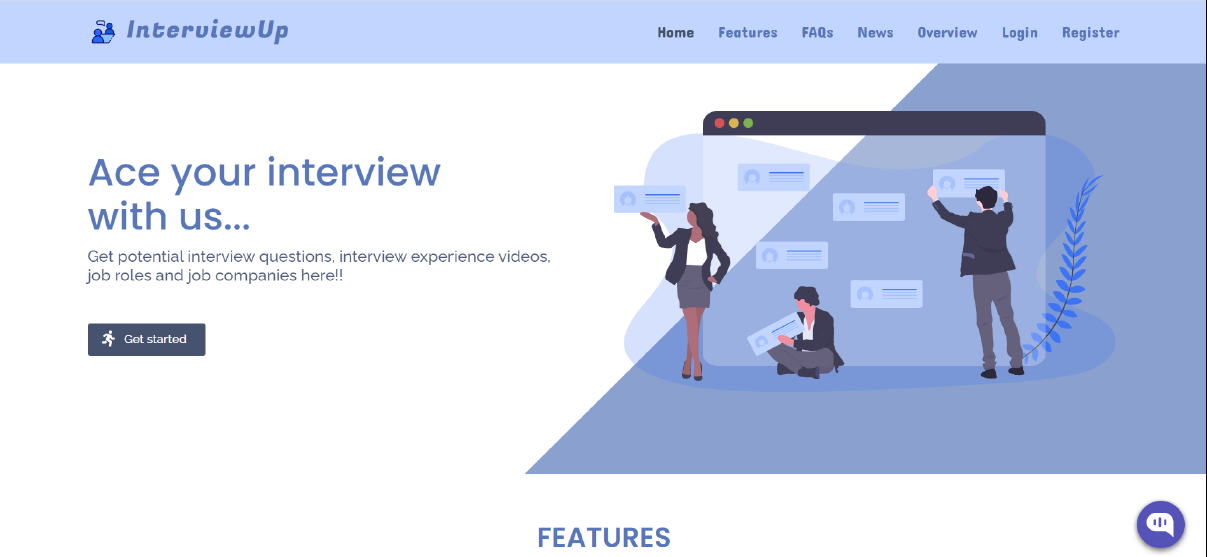 InterviewUp
Home Features FAQs News Overview Login Register
Ace your interview
with us...
Get potential interview questions, interview experience videos,
job roles and job companies here!!
Get started
FEATURES